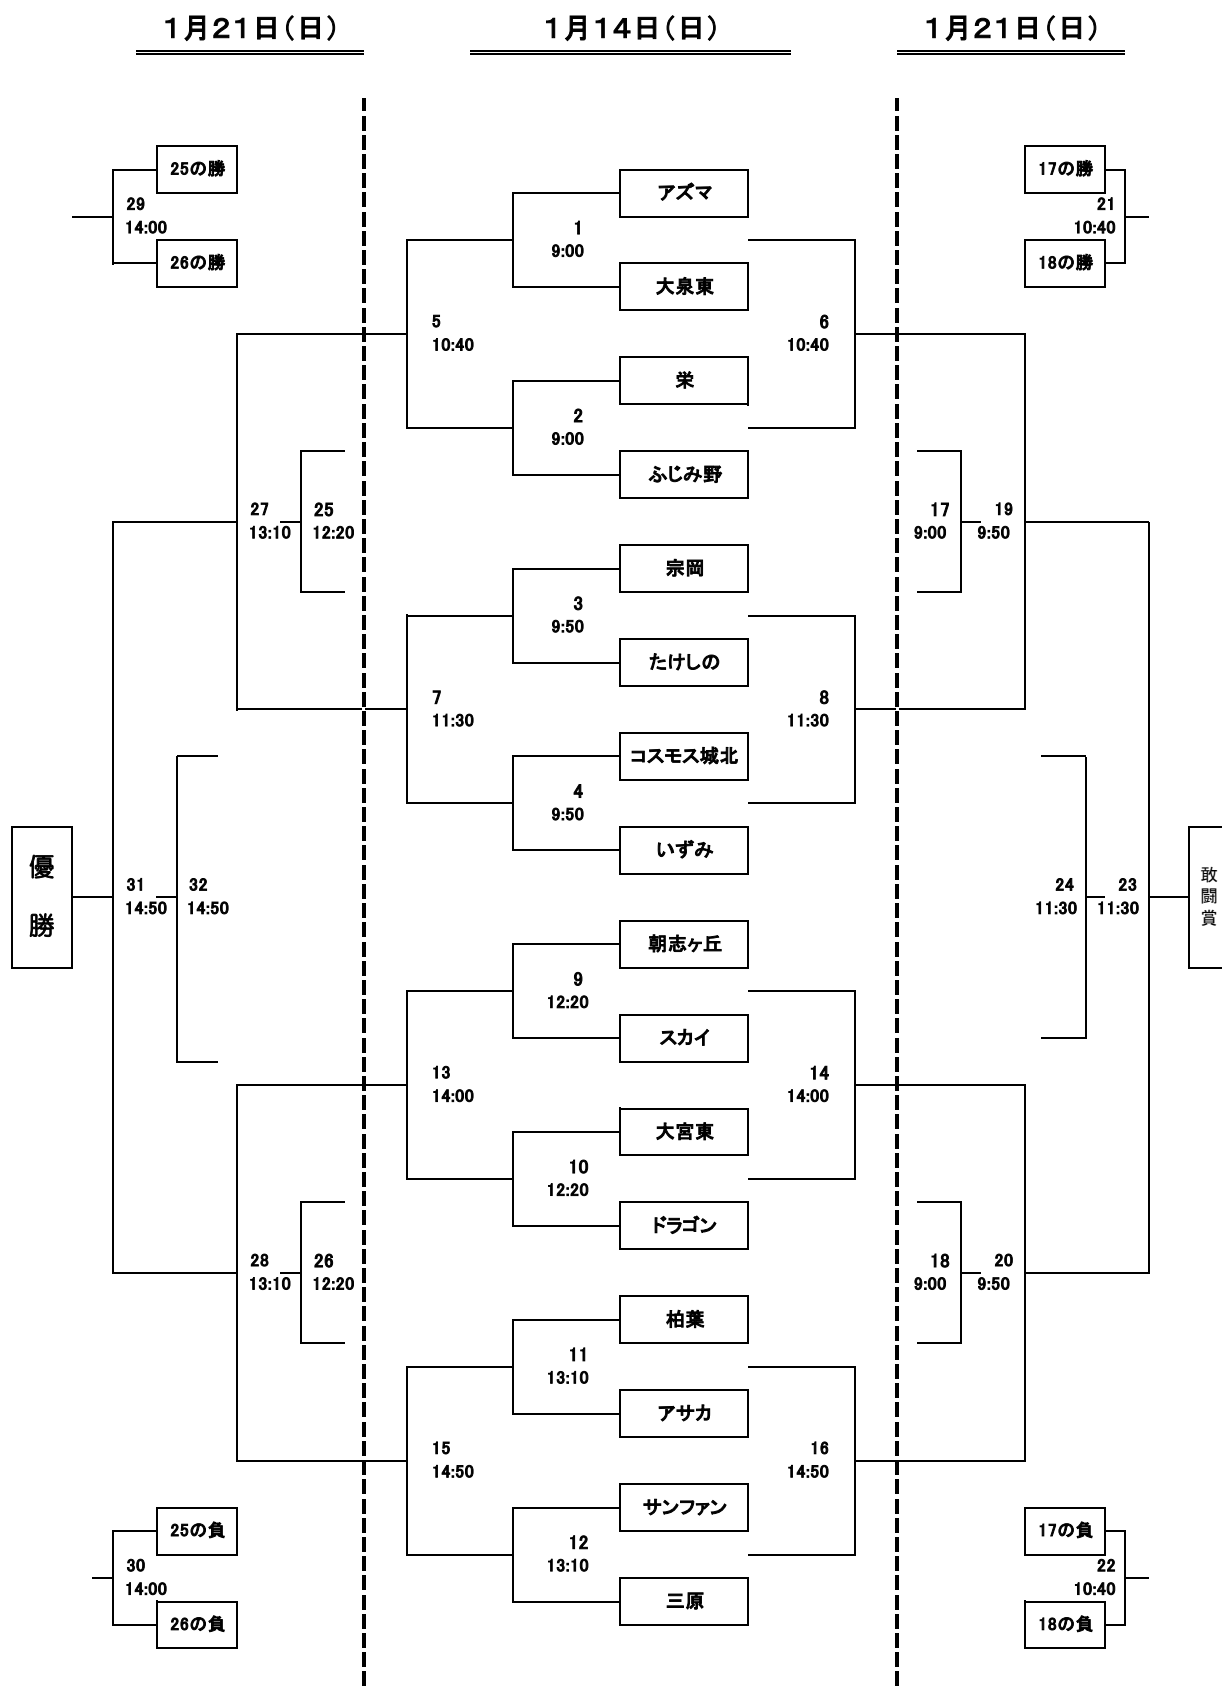 1月21日(日)
1月14日(日)
1月21日(日)
25の勝
17の勝
アズマ
29
14:00
21
10:40
1
9:00
26の勝
18の勝
大泉東
5
10:40
6
10:40
栄
2
9:00
ふじみ野
27
13:10
25
12:20
17
9:00
19
9:50
宗岡
3
9:50
たけしの
7
11:30
8
11:30
コスモス城北
4
9:50
いずみ
優
勝
31
14:50
32
14:50
24
11:30
23
11:30
敢
闘
賞
朝志ヶ丘
9
12:20
スカイ
13
14:00
14
14:00
大宮東
10
12:20
ドラゴン
28
13:10
26
12:20
18
9:00
20
9:50
柏葉
11
13:10
アサカ
15
14:50
16
14:50
サンファン
25の負
17の負
12
13:10
30
14:00
22
10:40
三原
26の負
18の負